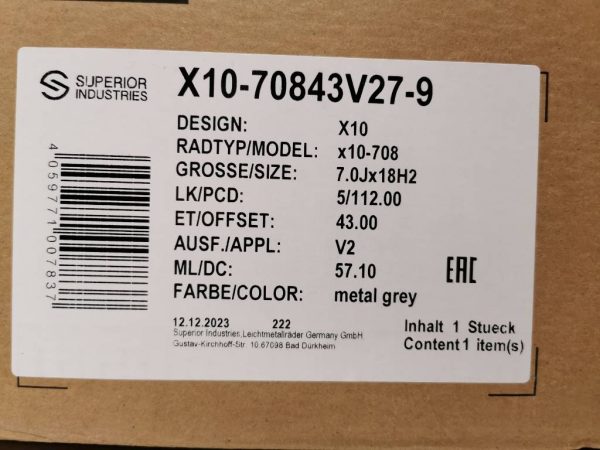 SUPERIOR
INDUSTRIES
X10-70843V27-9
DESIGN: X10
RADTYP/MODEL: x10-708
GROSSE/SIZE: 7.0Jx18H2
LK/PCD: 5/112.00
ET/OFFSET: 43.00
AUSF./APPL: V2
ML/DC: 57.10
FARBE/COLOR: metal grey
4059771007837
EAC
12.12.2023 222
Superior Industries,Leichtmetallräder Germany GmbH
Gustav-Kirchhoff-Str. 10,67098 Bad Dürkheim
Inhalt 1 Stueck
Content 1 item(s)